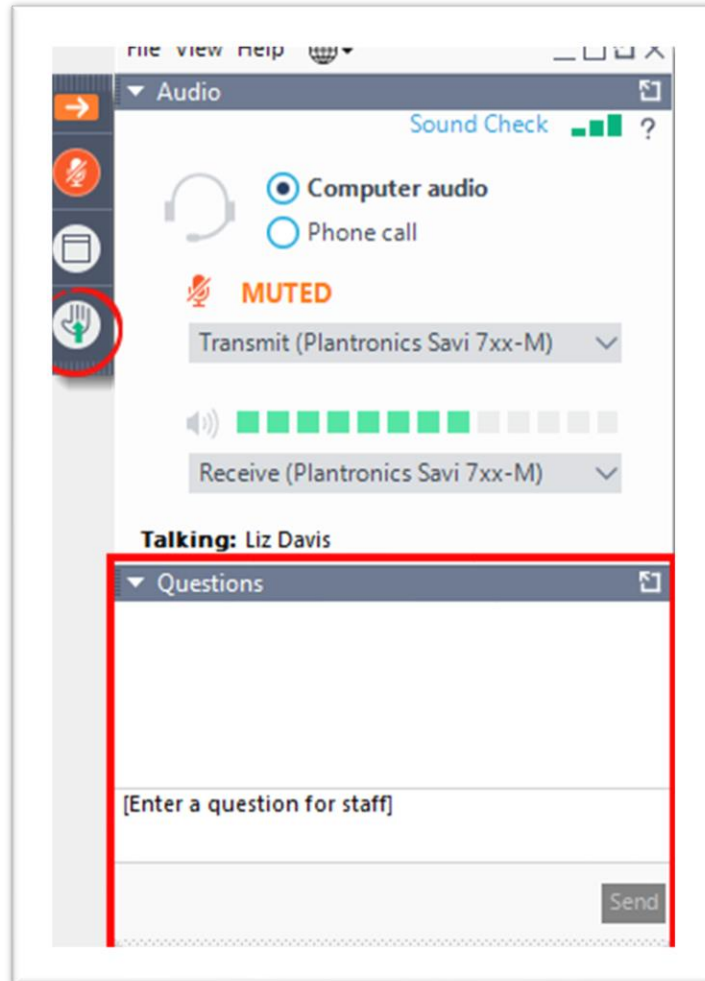 File View Help
Audio
Sound Check ?
Computer audio
Phone call
MUTED
Transmit (Plantronics Savi 7xx-M)
Receive (Plantronics Savi 7xx-M)
Talking: Liz Davis
Questions
[Enter a question for staff]
Send